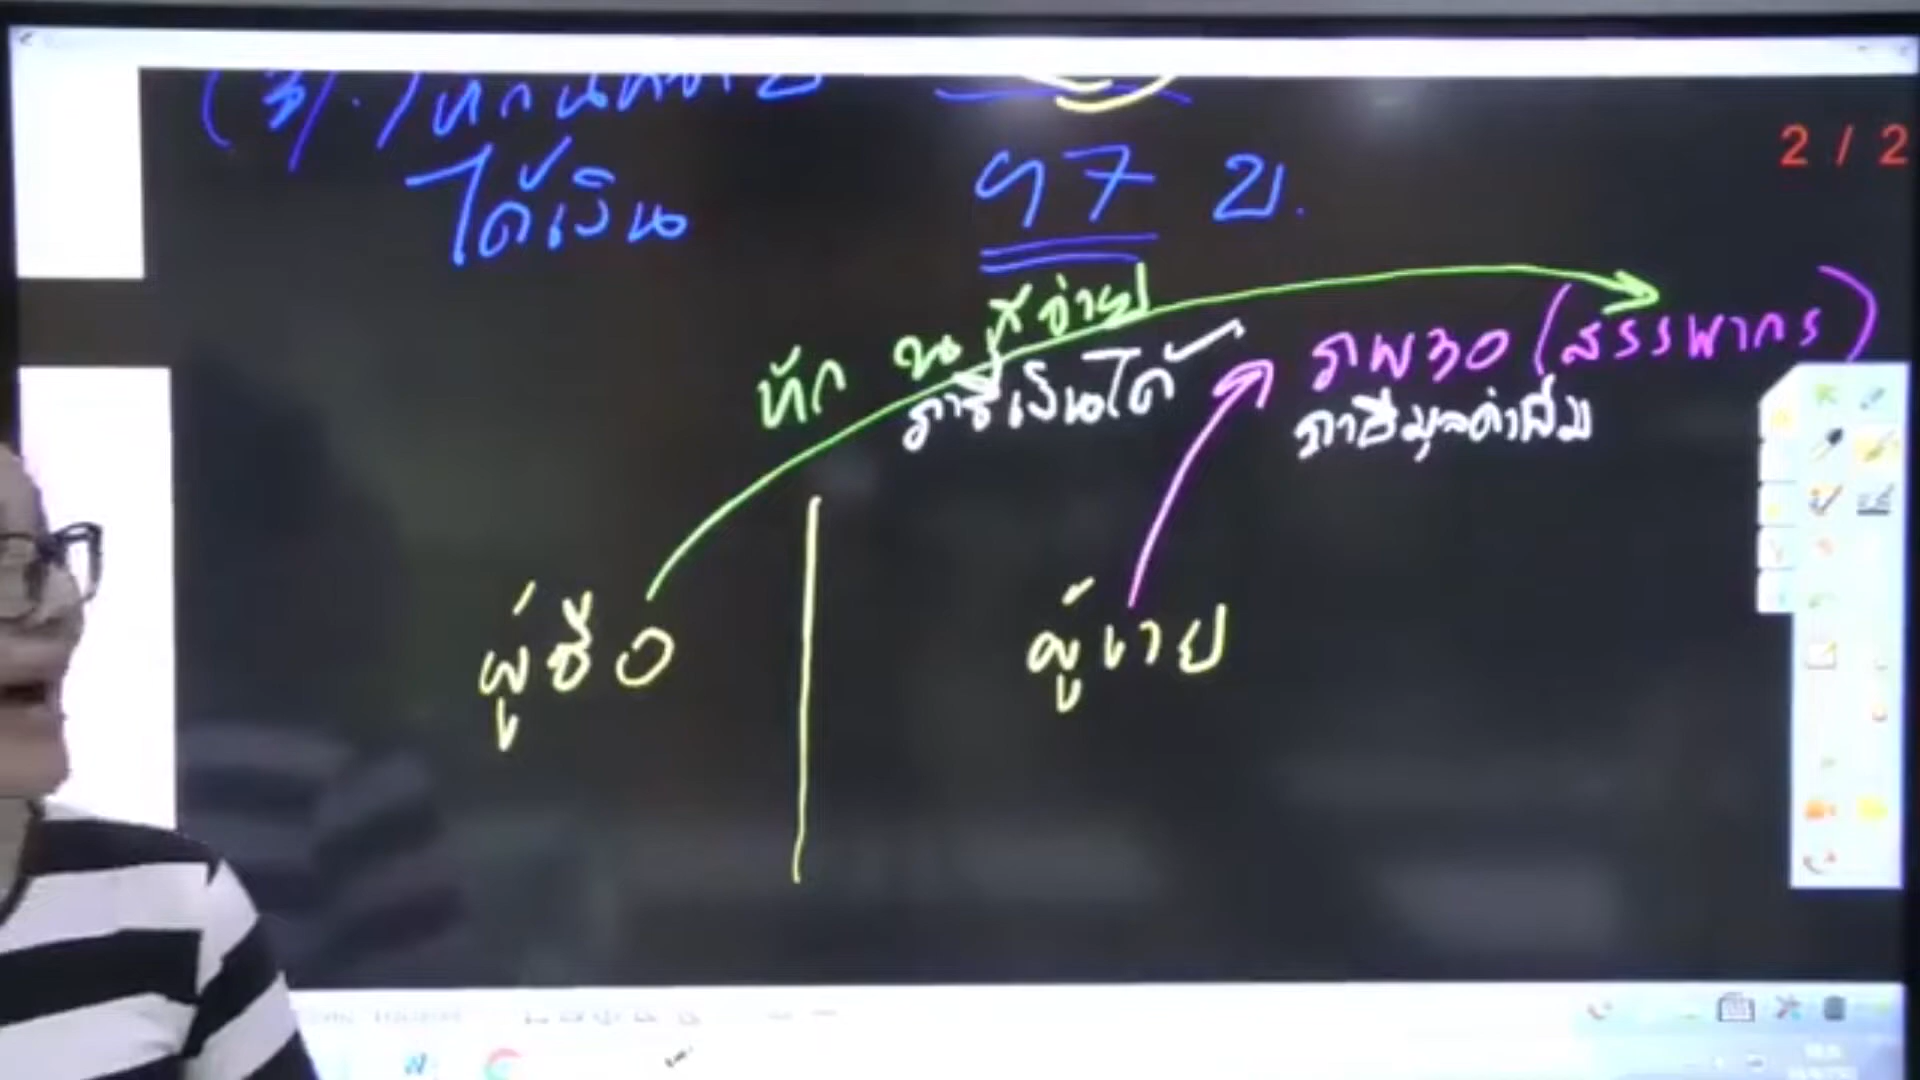 ได้เงิน 97 บ.
2 / 2
หัก ณ ที่จ่าย
ภาษีเงินได้
ภพ30 (สรรพากร)
ภาษีมูลค่าเพิ่ม
ผู้ซื้อ
ผู้ขาย